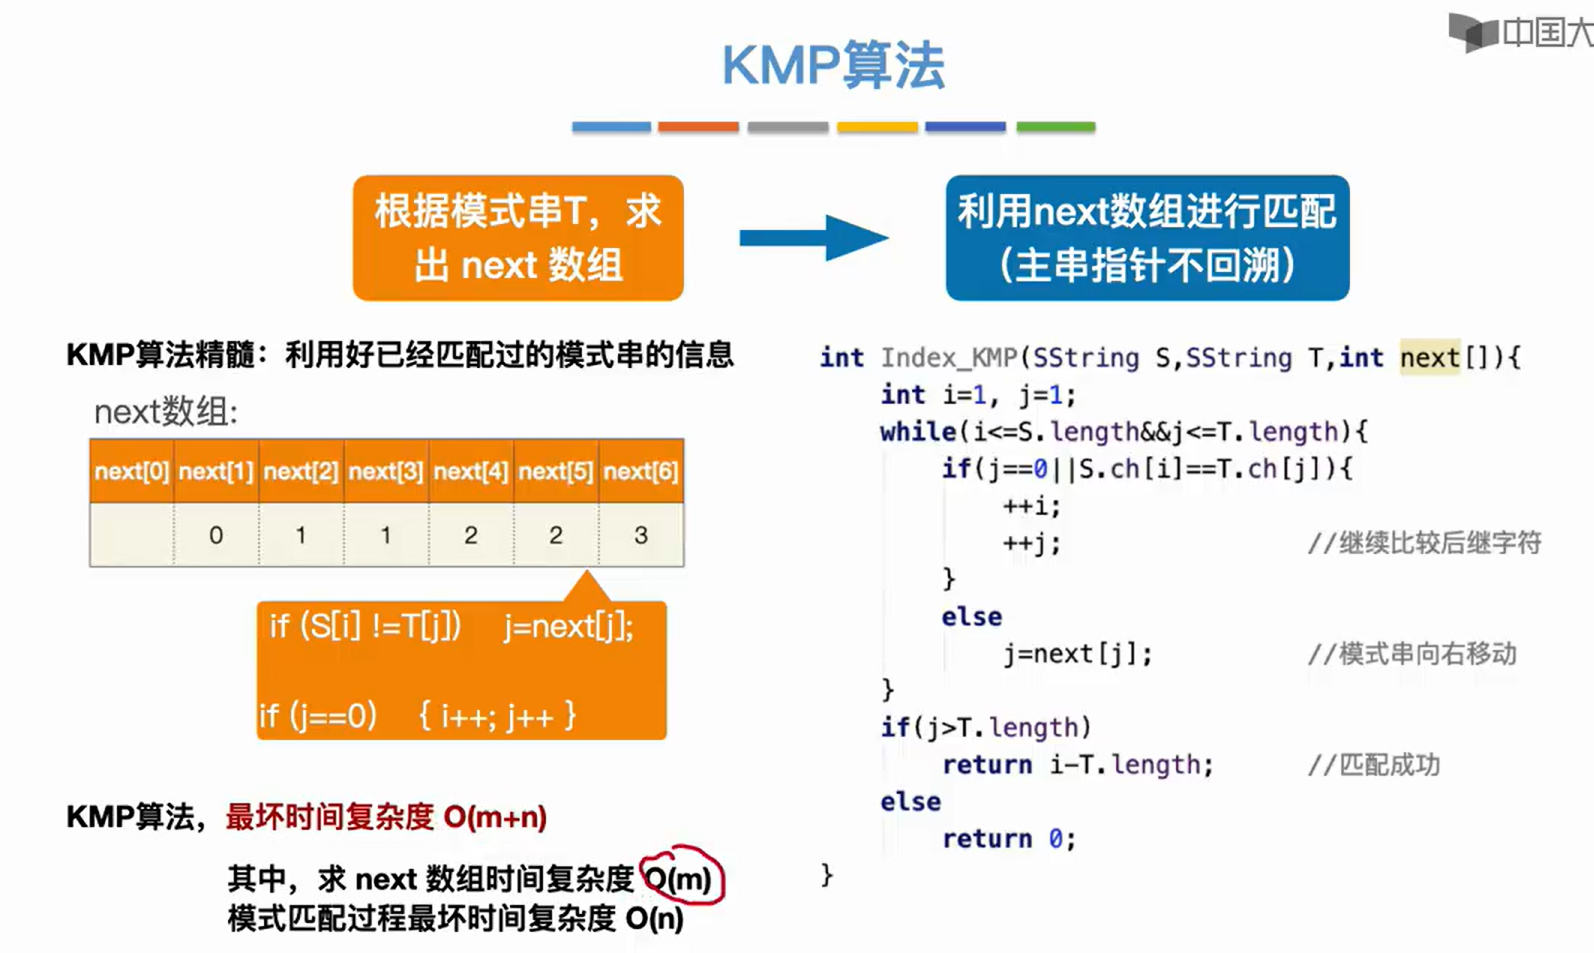 中国大
KMP算法
根据模式串T，求
出 next 数组
利用next数组进行匹配
（主串指针不回溯）
KMP算法精髓：利用好已经匹配过的模式串的信息
next数组:
next[0] next[1] next[2] next[3] next[4] next[5] next[6]
0 1 1 2 2 3
if (S[i] !=T[j]) j=next[j];
if (j==0) { i++; j++ }
KMP算法，最坏时间复杂度 O(m+n)
其中，求 next 数组时间复杂度 O(m)
模式匹配过程最坏时间复杂度 O(n)
int Index_KMP(SString S,SString T,int next[]){
int i=1, j=1;
while(i<=S.length&&j<=T.length){
if(j==0||S.ch[i]==T.ch[j]){
++i;
++j; //继续比较后继字符
}
else
j=next[j]; //模式串向右移动
}
if(j>T.length)
return i-T.length; //匹配成功
else
return 0;
}